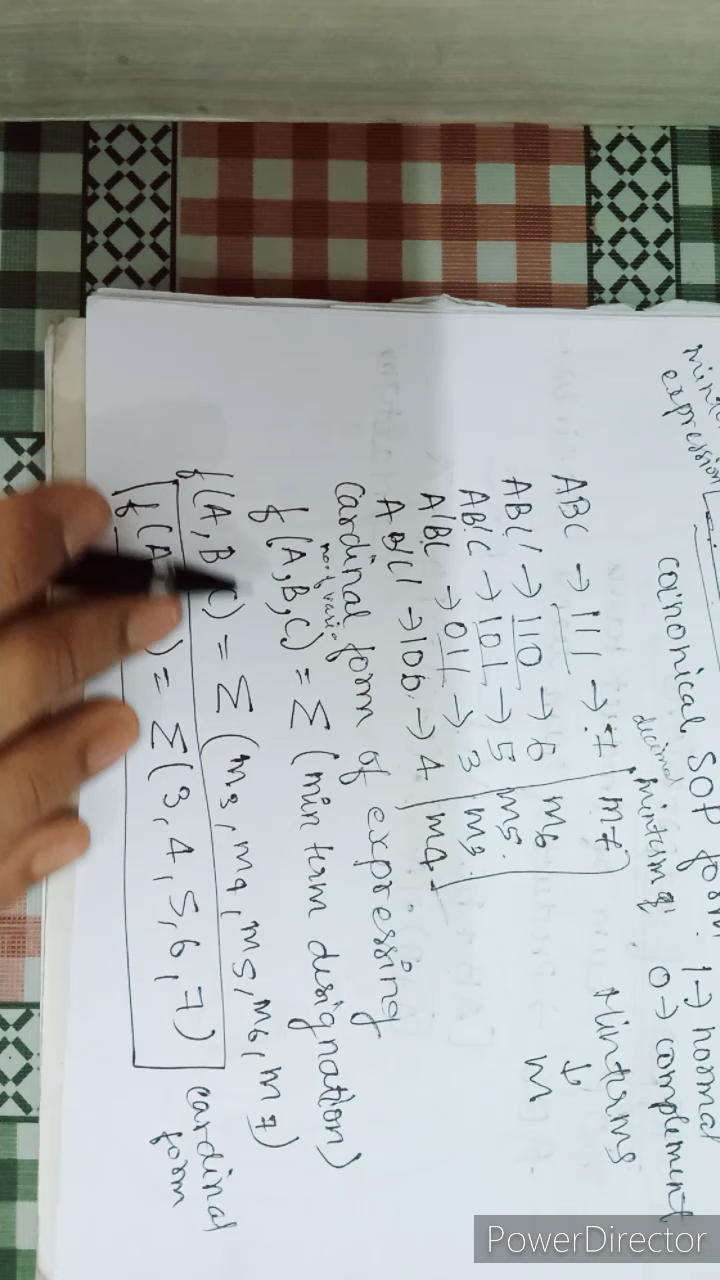 expression
canonical SOP form. 1→ normal
0→ complement
decimal minterms
Minterms
↓
m
ABC → 111 → 7 m7
ABC' → 110 → 6 m6
AB'C → 101 → 5 m5.
A'BC → 011 → 3 m3.
AB'C' → 100 → 4 m4
Cardinal form of expressing
f(A,B,C) = Σ (min term designation)
f(A,B,C) = Σ (m3, m4, m5, m6, m7)
f(A ) = Σ(3,4,5,6,7) cardinal
form
PowerDirector